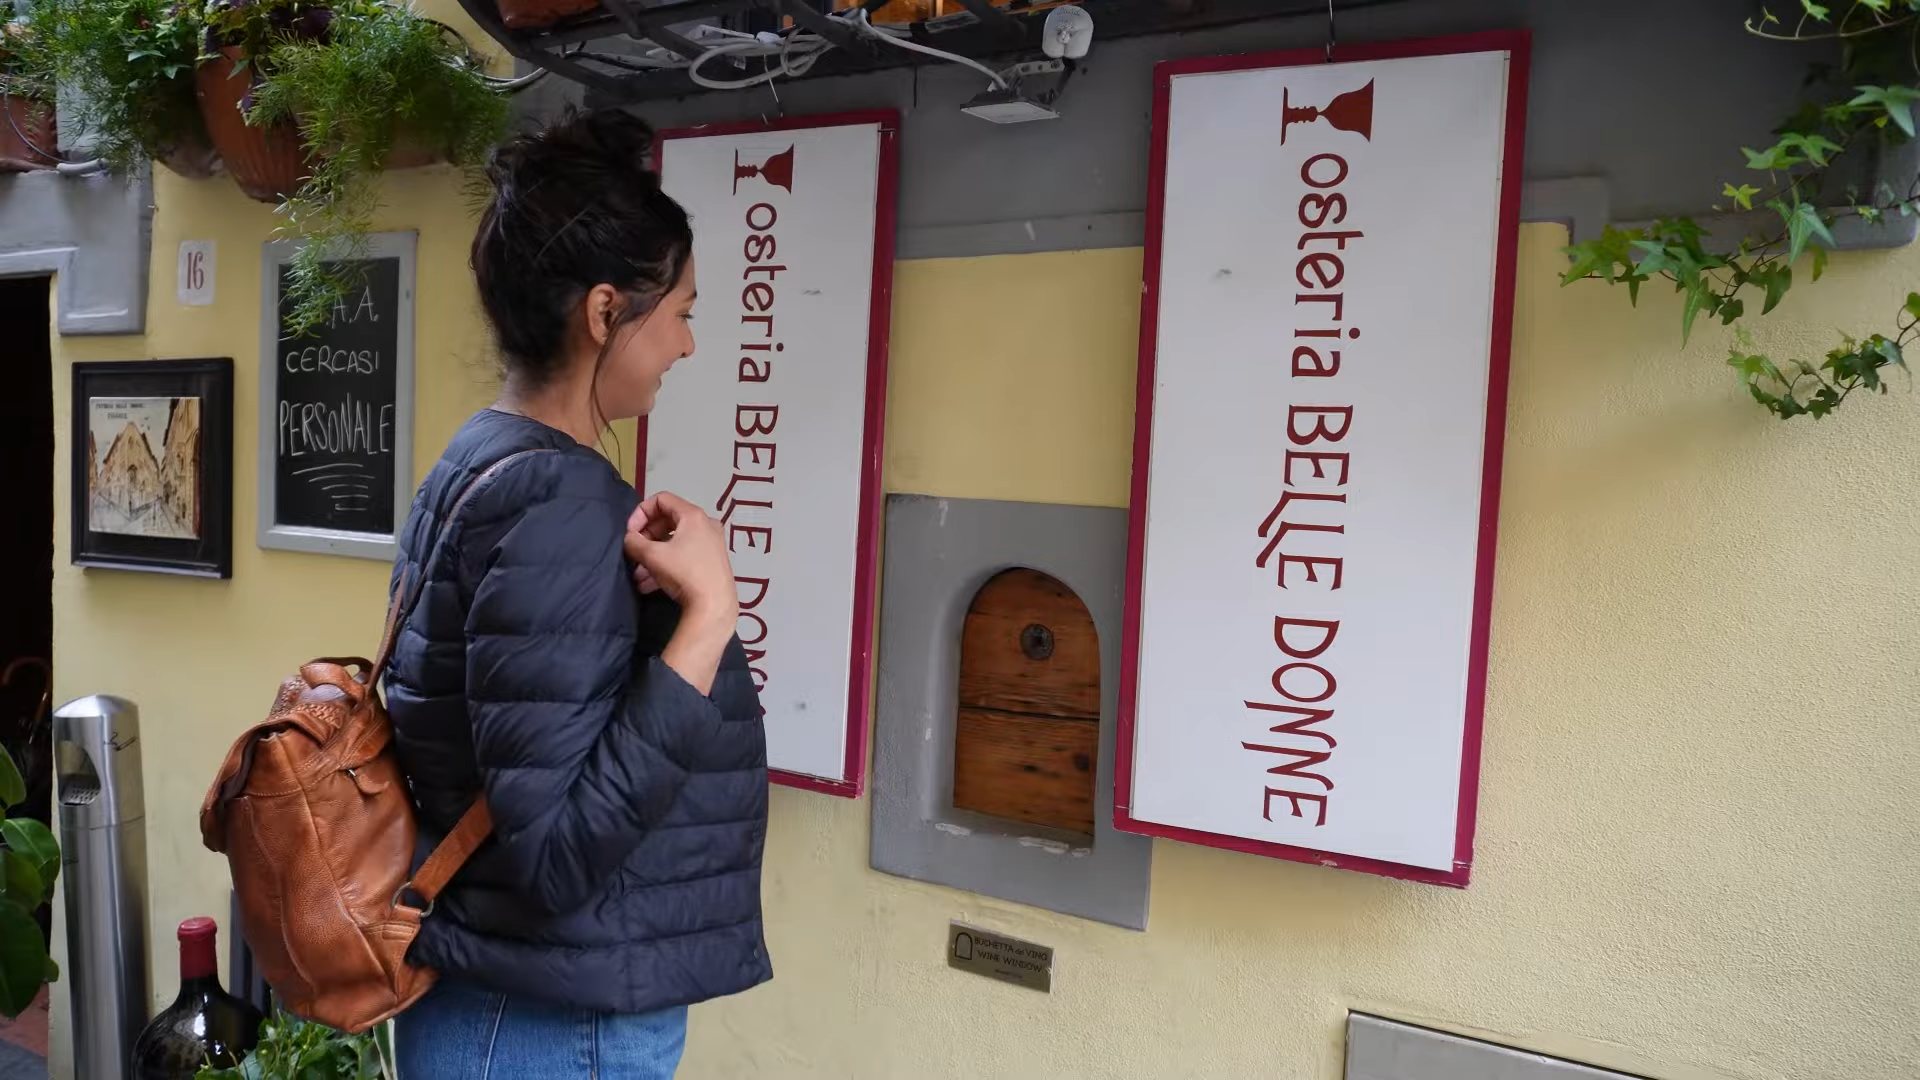 16
A.A.
CERCASI
PERSONALE
osteria BELLE DONNE
osteria BELLE DONNE
BUCHETTA del VINO
WINE WINDOW